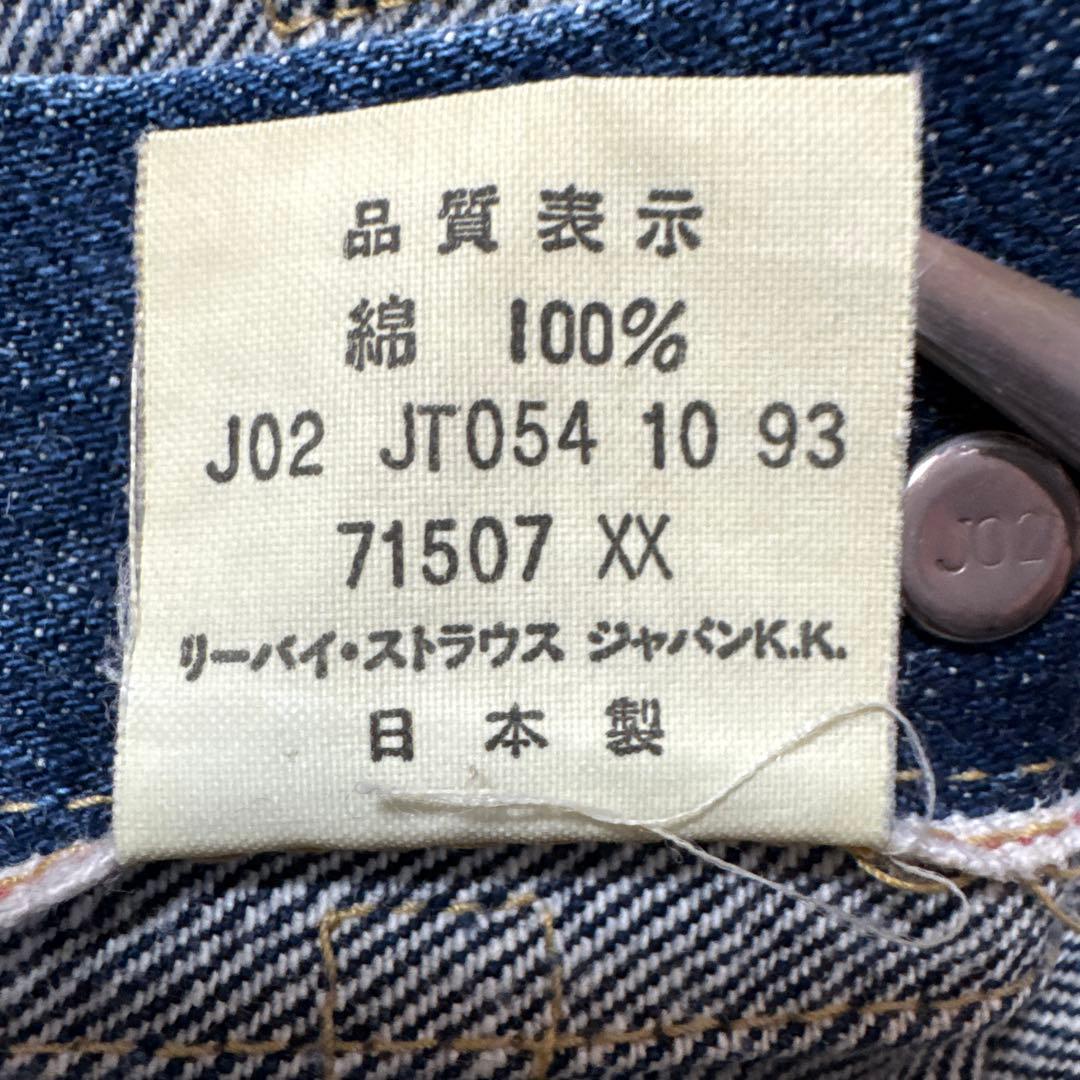 品質表示
綿 100%
J02 JT054 10 93
71507 XX
リーバイ・ストラウス ジャパンK.K.
日本製
J02